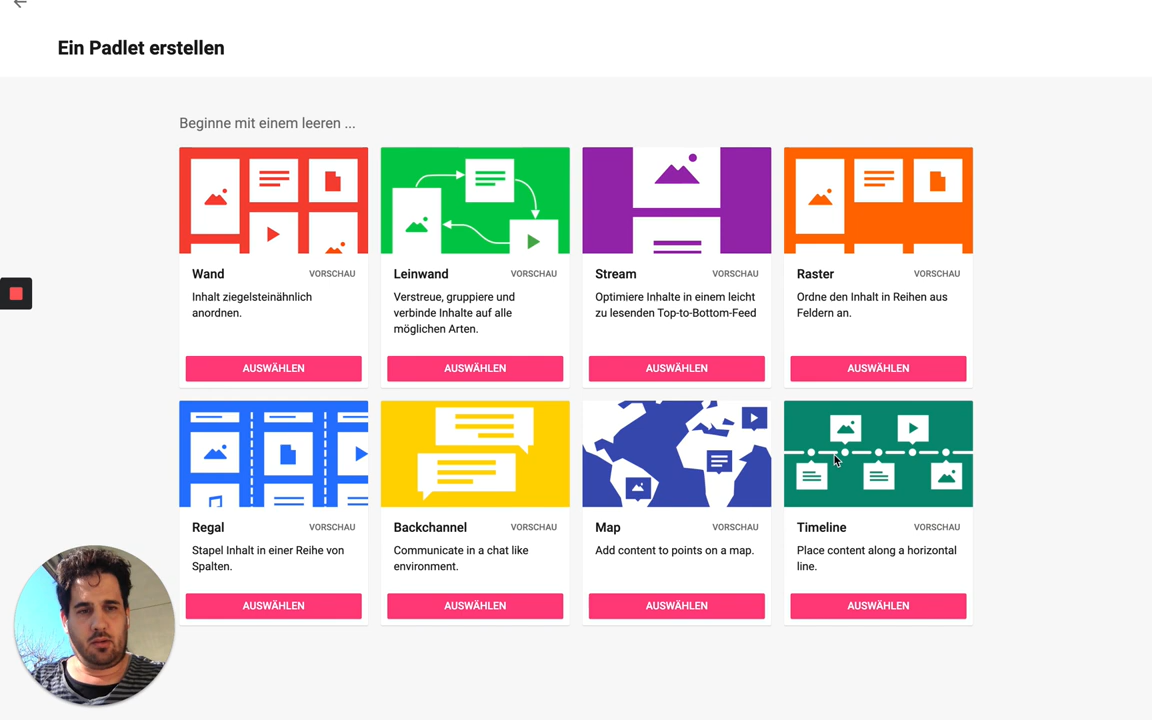 Ein Padlet erstellen
Beginne mit einem leeren ...
Wand VORSCHAU
Inhalt ziegelsteinähnlich
anordnen.
AUSWÄHLEN
Leinwand VORSCHAU
Verstreue, gruppiere und
verbinde Inhalte auf alle
möglichen Arten.
AUSWÄHLEN
Stream VORSCHAU
Optimiere Inhalte in einem leicht
zu lesenden Top-to-Bottom-Feed
AUSWÄHLEN
Raster VORSCHAU
Ordne den Inhalt in Reihen aus
Feldern an.
AUSWÄHLEN
Regal VORSCHAU
Stapel Inhalt in einer Reihe von
Spalten.
AUSWÄHLEN
Backchannel VORSCHAU
Communicate in a chat like
environment.
AUSWÄHLEN
Map VORSCHAU
Add content to points on a map.
AUSWÄHLEN
Timeline VORSCHAU
Place content along a horizontal
line.
AUSWÄHLEN